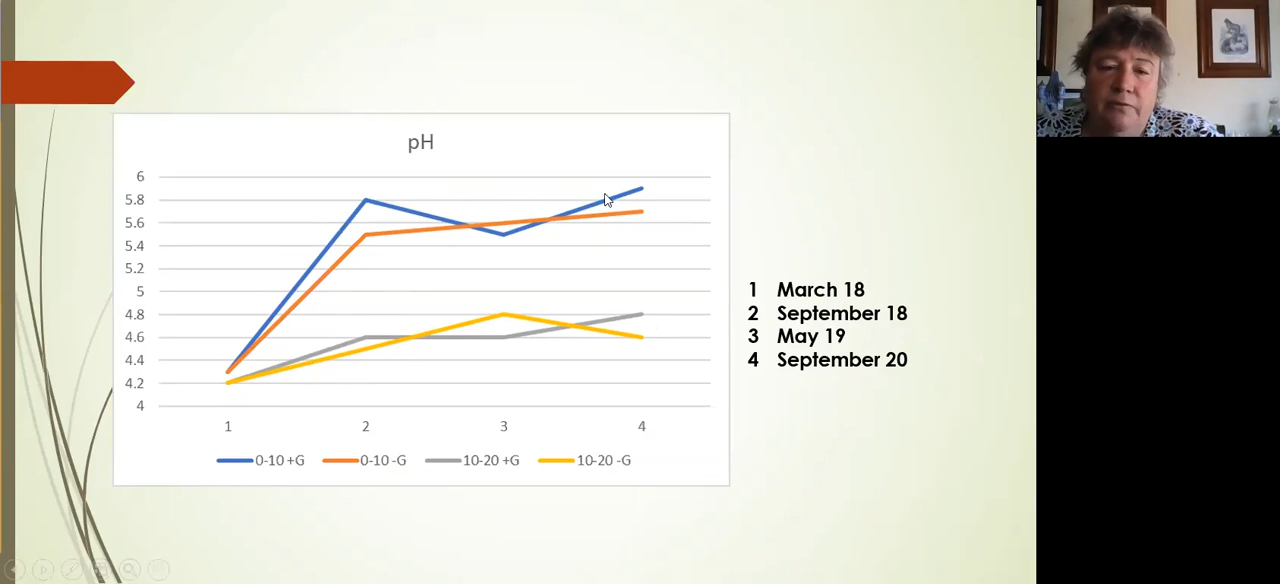 pH
6
5.8
5.6
5.4
5.2
5
4.8
4.6
4.4
4.2
4
1 2 3 4
0-10 +G 0-10 -G 10-20 +G 10-20 -G
1 March 18
2 September 18
3 May 19
4 September 20